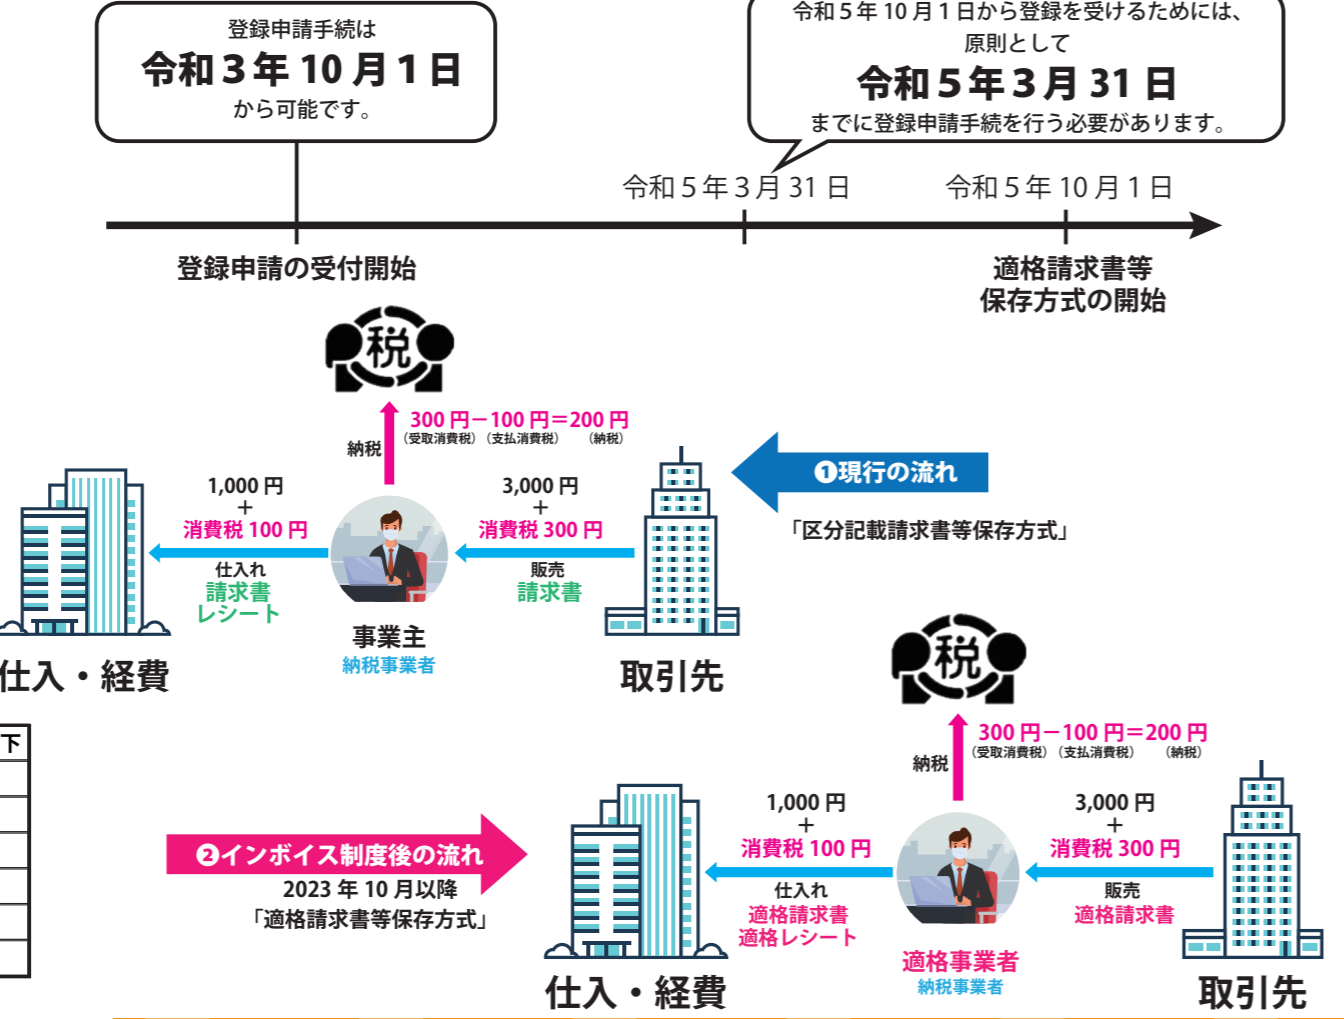 登録申請手続は
令和3年10月1日
から可能です。
令和5年10月1日から登録を受けるためには、
原則として
令和5年3月31日
までに登録申請手続を行う必要があります。
令和5年3月31日
令和5年10月1日
登録申請の受付開始
適格請求書等
保存方式の開始
税
300円－100円＝200円
（受取消費税）（支払消費税）（納税）
納税
1,000円
＋
消費税100円
仕入れ
請求書
レシート
3,000円
＋
消費税300円
販売
請求書
❶現行の流れ
「区分記載請求書等保存方式」
事業主
納税事業者
仕入・経費
取引先
下
税
300円－100円＝200円
（受取消費税）（支払消費税）（納税）
納税
❷インボイス制度後の流れ
2023年10月以降
「適格請求書等保存方式」
1,000円
＋
消費税100円
仕入れ
適格請求書
適格レシート
3,000円
＋
消費税300円
販売
適格請求書
適格事業者
納税事業者
仕入・経費
取引先